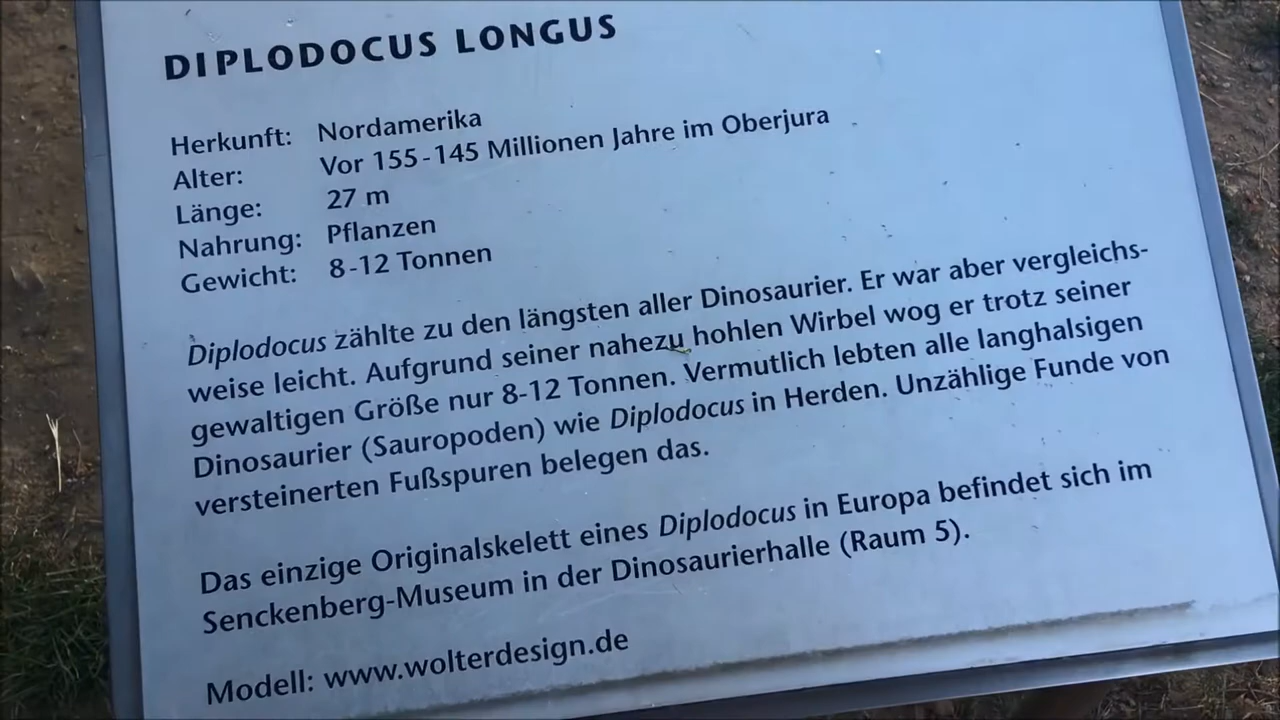 DIPLODOCUS LONGUS
Herkunft: Nordamerika
Alter: Vor 155-145 Millionen Jahre im Oberjura
Länge: 27 m
Nahrung: Pflanzen
Gewicht: 8-12 Tonnen
Diplodocus zählte zu den längsten aller Dinosaurier. Er war aber vergleichs-
weise leicht. Aufgrund seiner nahezu hohlen Wirbel wog er trotz seiner
gewaltigen Größe nur 8-12 Tonnen. Vermutlich lebten alle langhalsigen
Dinosaurier (Sauropoden) wie Diplodocus in Herden. Unzählige Funde von
versteinerten Fußspuren belegen das.
Das einzige Originalskelett eines Diplodocus in Europa befindet sich im
Senckenberg-Museum in der Dinosaurierhalle (Raum 5).
Modell: www.wolterdesign.de